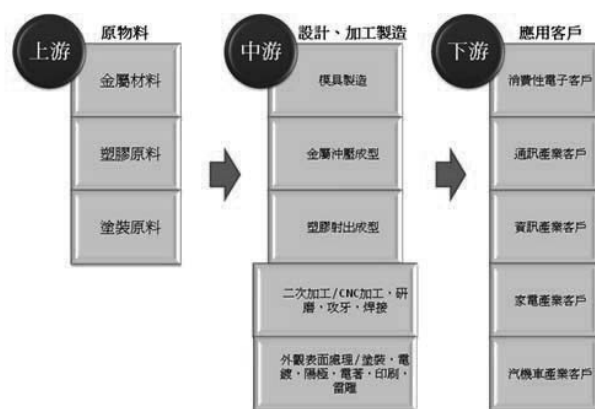 上游
原物料
金屬材料
塑膠原料
塗裝原料
中游
設計、加工製造
模具製造
金屬沖壓成型
塑膠射出成型
二次加工/CNC加工，研
磨，攻牙，焊接
外觀表面處理/塗裝，電
鍍，陽極，電著，印刷，
雷雕
下游
應用客戶
消費性電子客戶
通訊產業客戶
資訊產業客戶
家電產業客戶
汽機車產業客戶